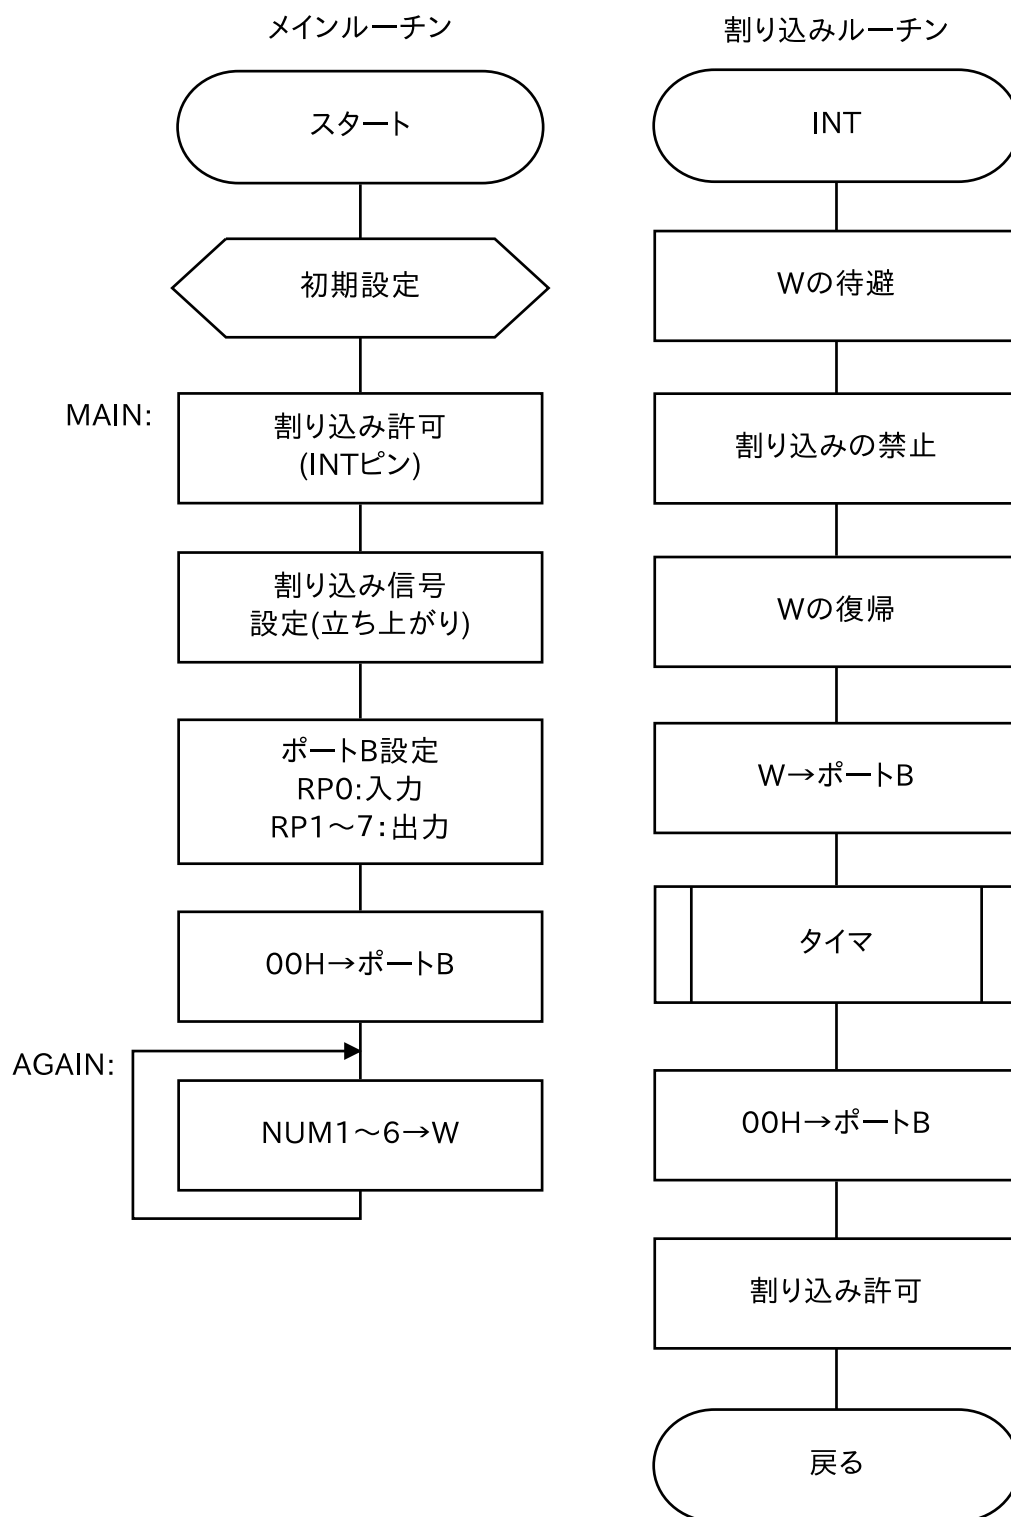 メインルーチン
スタート
初期設定
MAIN:
割り込み許可
(INTピン)
割り込み信号
設定(立ち上がり)
ポートB設定
RP0:入力
RP1～7:出力
00H→ポートB
AGAIN:
NUM1～6→W
割り込みルーチン
INT
Wの待避
割り込みの禁止
Wの復帰
W→ポートB
タイマ
00H→ポートB
割り込み許可
戻る